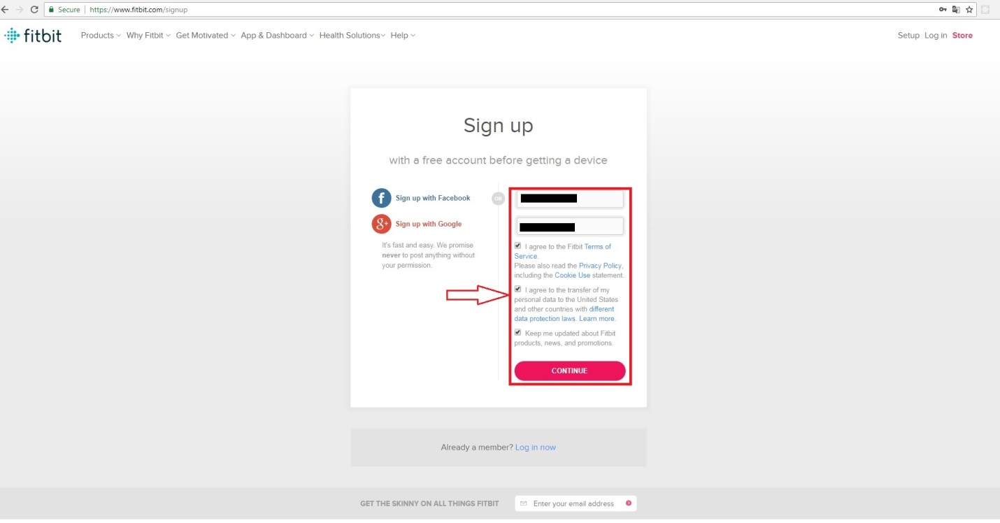 Secure https://www.fitbit.com/signup
fitbit Products Why Fitbit Get Motivated App & Dashboard Health Solutions Help Setup Log in Store
Sign up
with a free account before getting a device
f Sign up with Facebook
OR
g+ Sign up with Google
It's fast and easy. We promise
never to post anything without
your permission.
I agree to the Fitbit Terms of
Service.
Please also read the Privacy Policy,
including the Cookie Use statement.
I agree to the transfer of my
personal data to the United States
and other countries with different
data protection laws. Learn more.
Keep me updated about Fitbit
products, news, and promotions.
CONTINUE
Already a member? Log in now
GET THE SKINNY ON ALL THINGS FITBIT Enter your email address